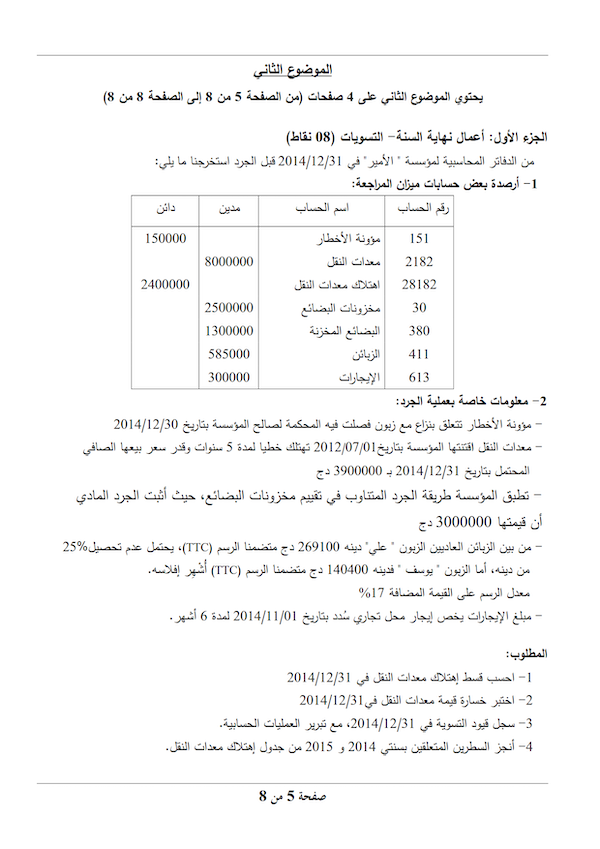 الموضوع الثاني
يحتوي الموضوع الثاني على 4 صفحات (من الصفحة 5 من 8 إلى الصفحة 8 من 8)
الجزء الأول: أعمال نهاية السنة- التسويات (08 نقاط)
من الدفاتر المحاسبية لمؤسسة " الأمير" في 2014/12/31 قبل الجرد استخرجنا ما يلي:
1- أرصدة بعض حسابات ميزان المراجعة:
رقم الحساب اسم الحساب مدين دائن
151 مؤونة الأخطار 150000
2182 معدات النقل 8000000
28182 اهتلاك معدات النقل 2400000
30 مخزونات البضائع 2500000
380 البضائع المخزنة 1300000
411 الزبائن 585000
613 الإيجارات 300000
2- معلومات خاصة بعملية الجرد:
- مؤونة الأخطار تتعلق بنزاع مع زبون فصلت فيه المحكمة لصالح المؤسسة بتاريخ 2014/12/30
- معدات النقل اقتنتها المؤسسة بتاريخ2012/07/01 تهتلك خطيا لمدة 5 سنوات وقدر سعر بيعها الصافي
المحتمل بتاريخ 2014/12/31 بـ 3900000 دج
- تطبق المؤسسة طريقة الجرد المتناوب في تقييم مخزونات البضائع، حيث أثبت الجرد المادي
أن قيمتها 3000000 دج
- من بين الزبائن العاديين الزبون " علي" دينه 269100 دج متضمنا الرسم (TTC)، يحتمل عدم تحصيل25%
من دينه، أما الزبون " يوسف " فدينه 140400 دج متضمنا الرسم (TTC) أُشْهِر إفلاسه.
معدل الرسم على القيمة المضافة 17%
- مبلغ الإيجارات يخص إيجار محل تجاري سُدد بتاريخ 2014/11/01 لمدة 6 أشهر.
المطلوب:
1- احسب قسط إهتلاك معدات النقل في 2014/12/31
2- اختبر خسارة قيمة معدات النقل في2014/12/31
3- سجل قيود التسوية في 2014/12/31، مع تبرير العمليات الحسابية.
4- أنجز السطرين المتعلقين بسنتي 2014 و 2015 من جدول إهتلاك معدات النقل.
صفحة 5 من 8